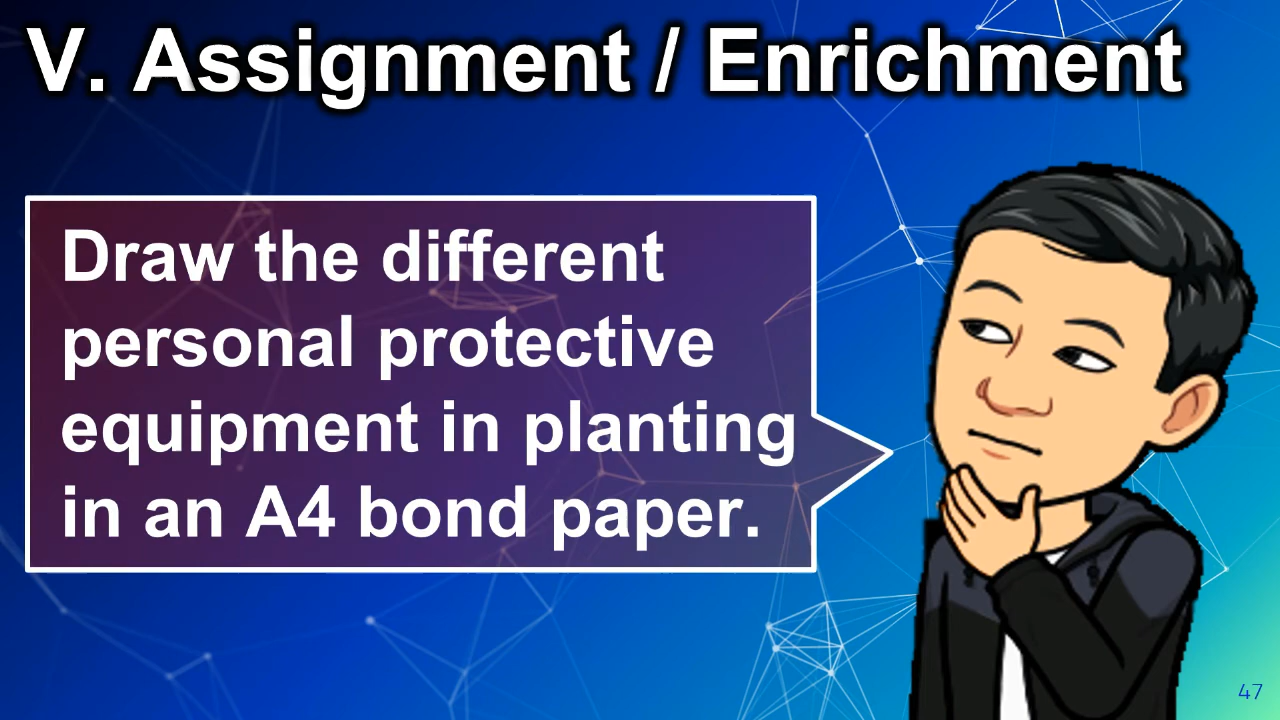 V. Assignment / Enrichment
Draw the different
personal protective
equipment in planting
in an A4 bond paper.
47